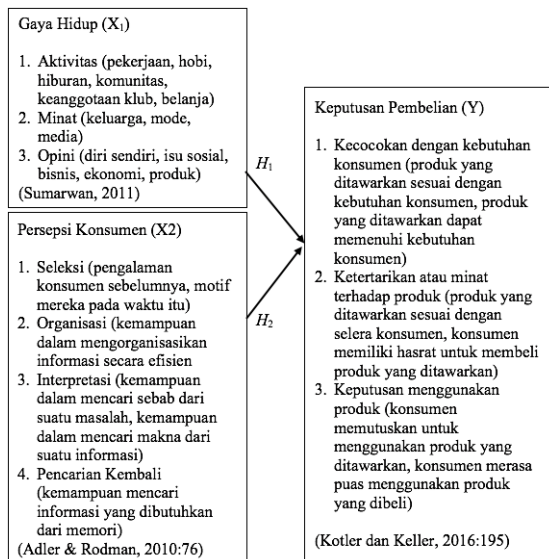 Gaya Hidup (X₁)
1. Aktivitas (pekerjaan, hobi,
hiburan, komunitas,
keanggotaan klub, belanja)
2. Minat (keluarga, mode,
media)
3. Opini (diri sendiri, isu sosial,
bisnis, ekonomi, produk)
(Sumarwan, 2011)
Persepsi Konsumen (X2)
1. Seleksi (pengalaman
konsumen sebelumnya, motif
mereka pada waktu itu)
2. Organisasi (kemampuan
dalam mengorganisasikan
informasi secara efisien
3. Interpretasi (kemampuan
dalam mencari sebab dari
suatu masalah, kemampuan
dalam mencari makna dari
suatu informasi)
4. Pencarian Kembali
(kemampuan mencari
informasi yang dibutuhkan
dari memori)
(Adler & Rodman, 2010:76)
H₁
H₂
Keputusan Pembelian (Y)
1. Kecocokan dengan kebutuhan
konsumen (produk yang
ditawarkan sesuai dengan
kebutuhan konsumen, produk
yang ditawarkan dapat
memenuhi kebutuhan
konsumen)
2. Ketertarikan atau minat
terhadap produk (produk yang
ditawarkan sesuai dengan
selera konsumen, konsumen
memiliki hasrat untuk membeli
produk yang ditawarkan)
3. Keputusan menggunakan
produk (konsumen
memutuskan untuk
menggunakan produk yang
ditawarkan, konsumen merasa
puas menggunakan produk
yang dibeli)
(Kotler dan Keller, 2016:195)